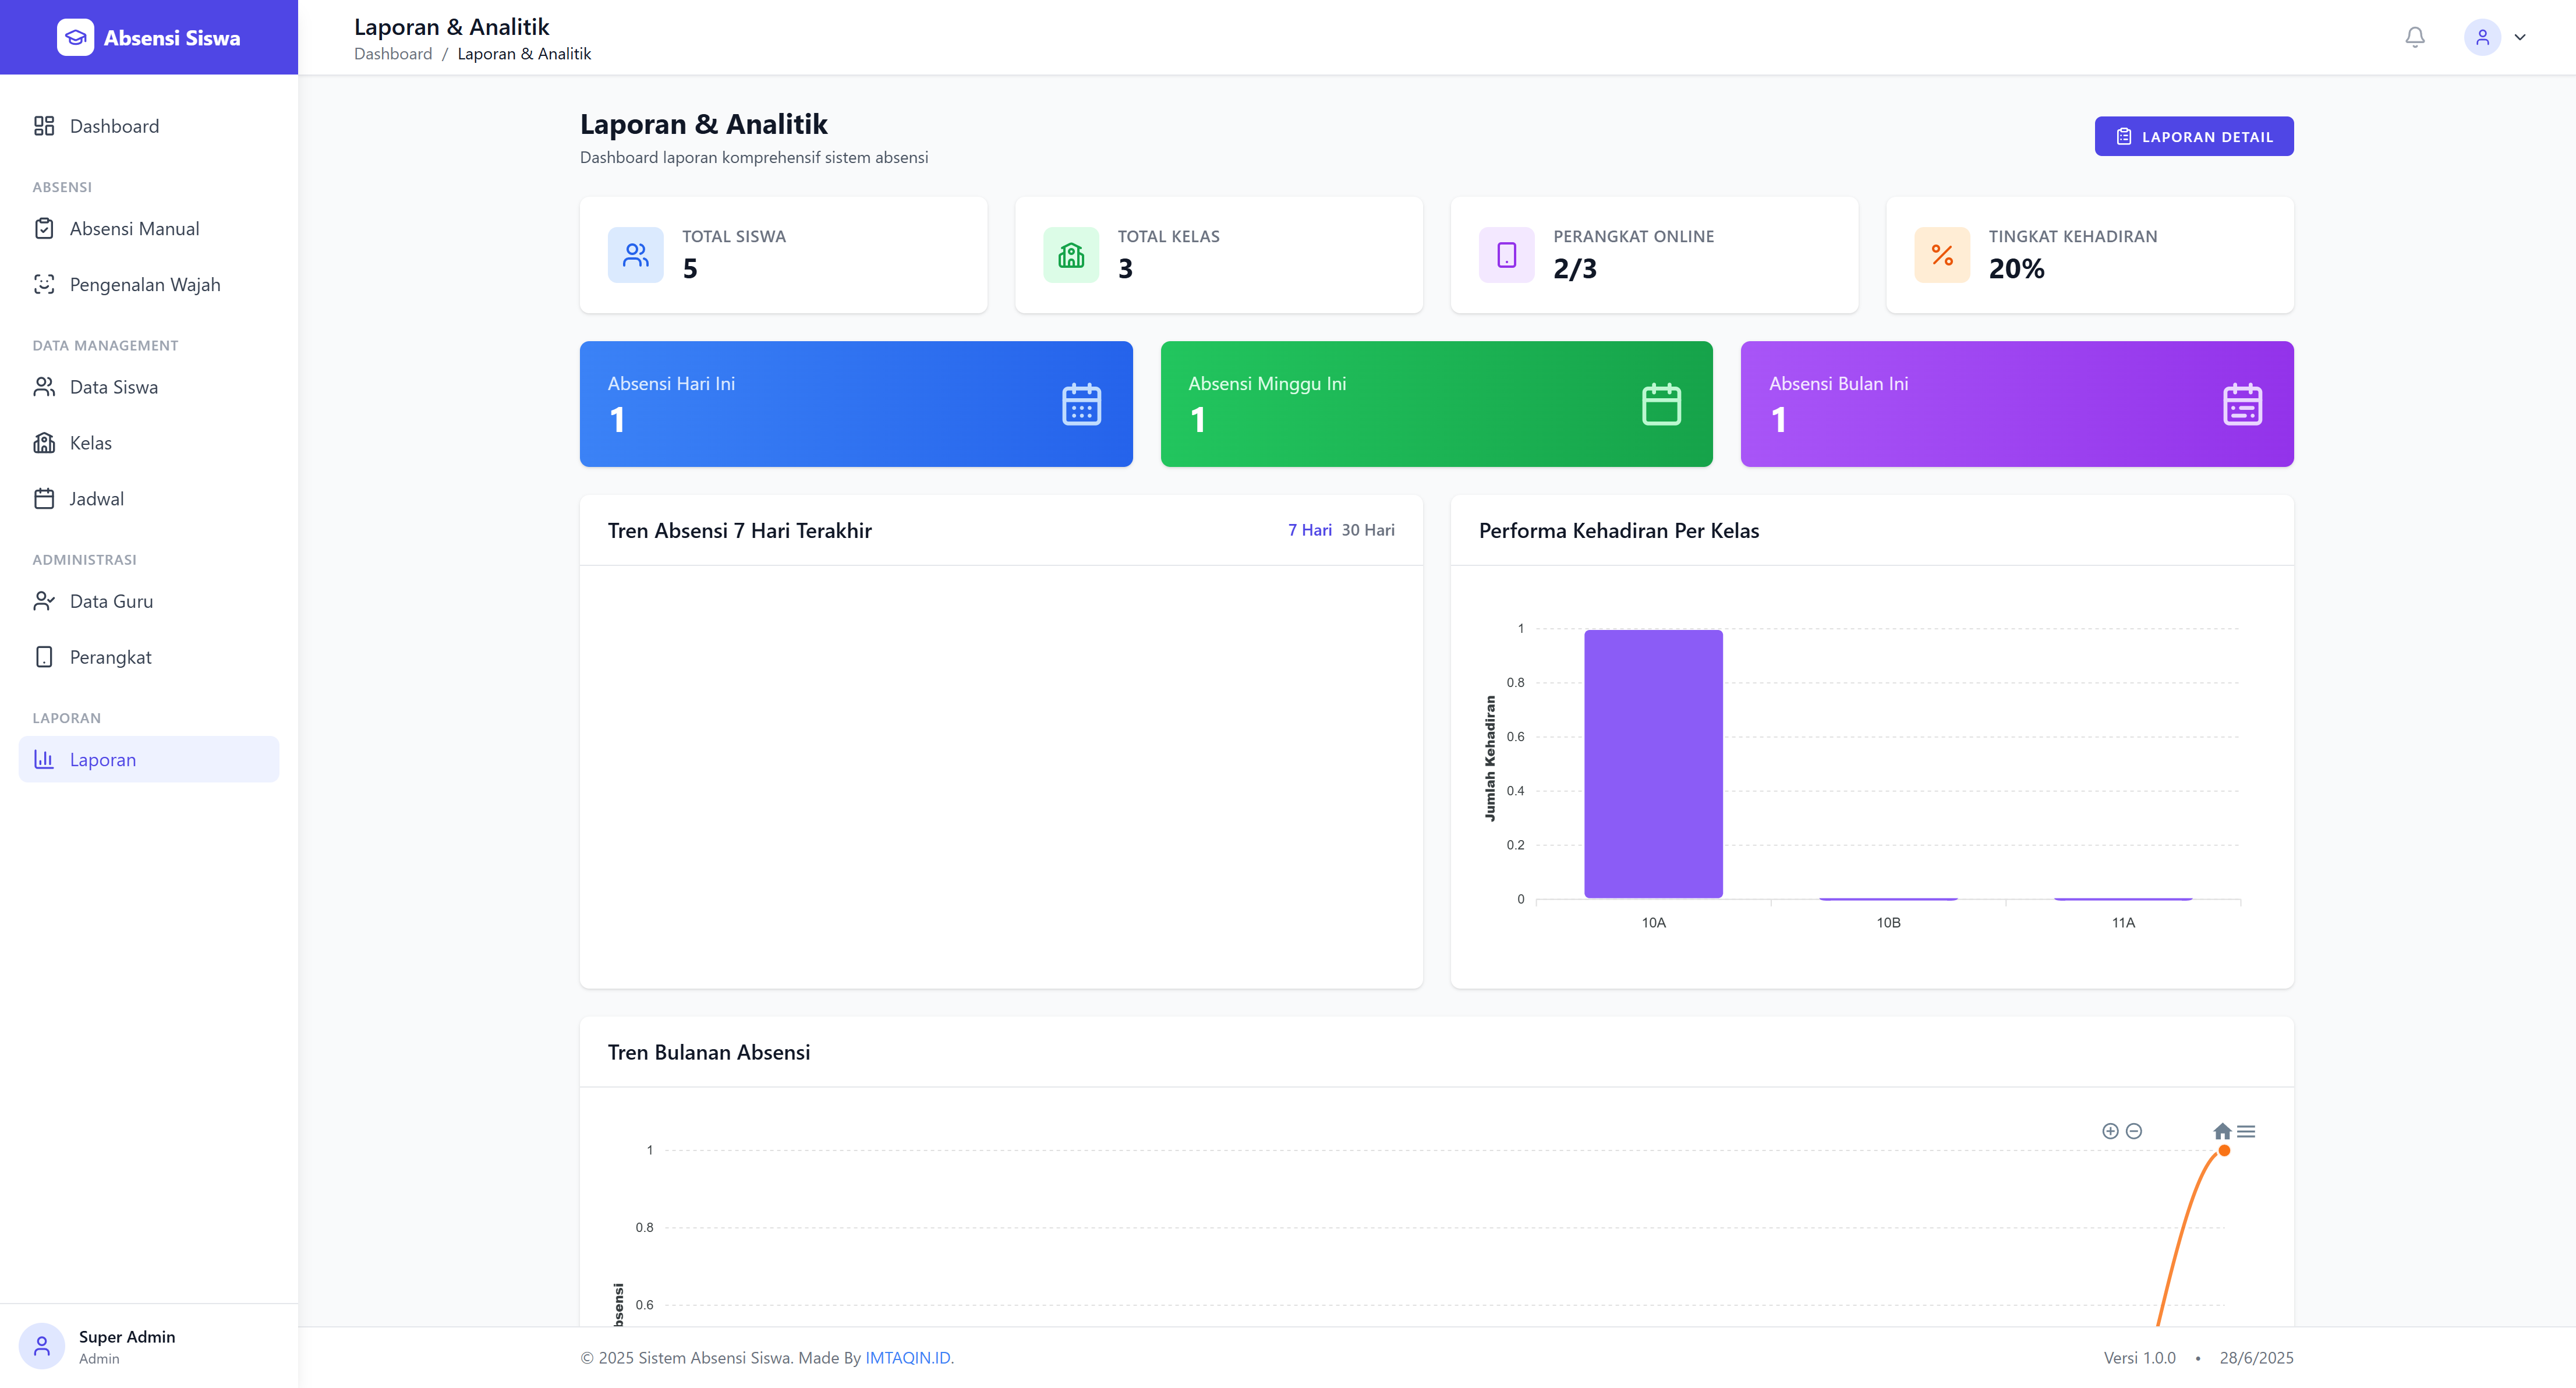 Absensi Siswa
Dashboard
ABSENSI
Absensi Manual
Pengenalan Wajah
DATA MANAGEMENT
Data Siswa
Kelas
Jadwal
ADMINISTRASI
Data Guru
Perangkat
LAPORAN
Laporan
Super Admin
Admin
Laporan & Analitik
Dashboard / Laporan & Analitik
Laporan & Analitik
Dashboard laporan komprehensif sistem absensi
LAPORAN DETAIL
TOTAL SISWA
5
TOTAL KELAS
3
PERANGKAT ONLINE
2/3
TINGKAT KEHADIRAN
20%
Absensi Hari Ini
1
Absensi Minggu Ini
1
Absensi Bulan Ini
1
Tren Absensi 7 Hari Terakhir
7 Hari 30 Hari
Performa Kehadiran Per Kelas
Jumlah Kehadiran
1
0.8
0.6
0.4
0.2
0
10A 10B 11A
Tren Bulanan Absensi
1
0.8
0.6
bsensi
© 2025 Sistem Absensi Siswa. Made By IMTAQIN.ID.
Versi 1.0.0 • 28/6/2025